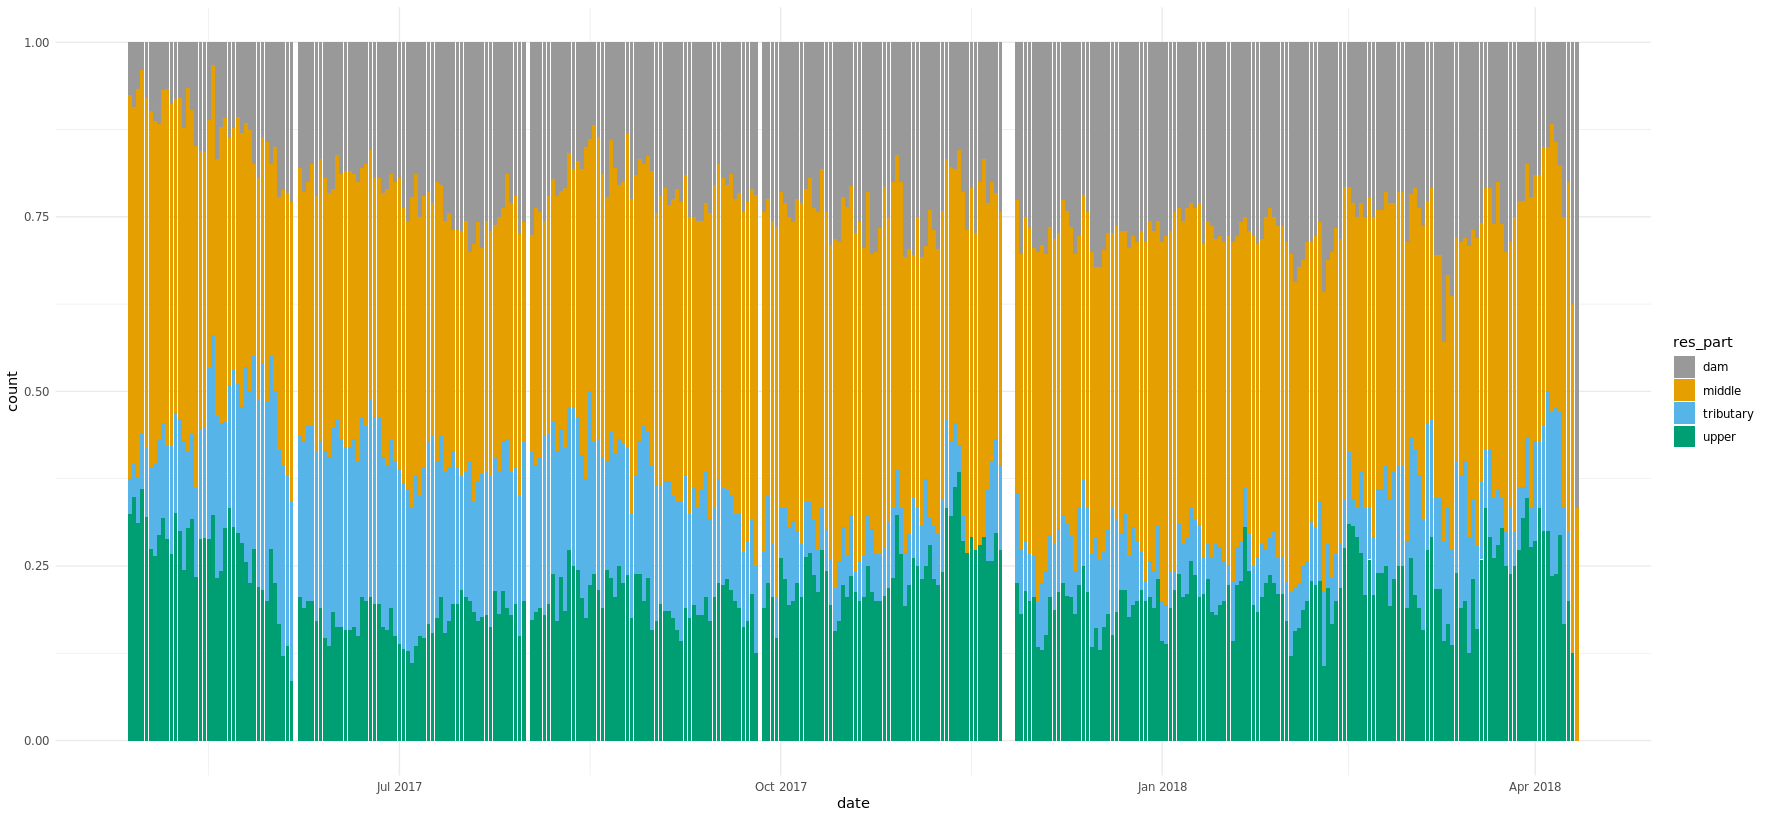 1.00
0.75
0.50
0.25
0.00
count
Jul 2017
Oct 2017
Jan 2018
Apr 2018
date
res_part
dam
middle
tributary
upper